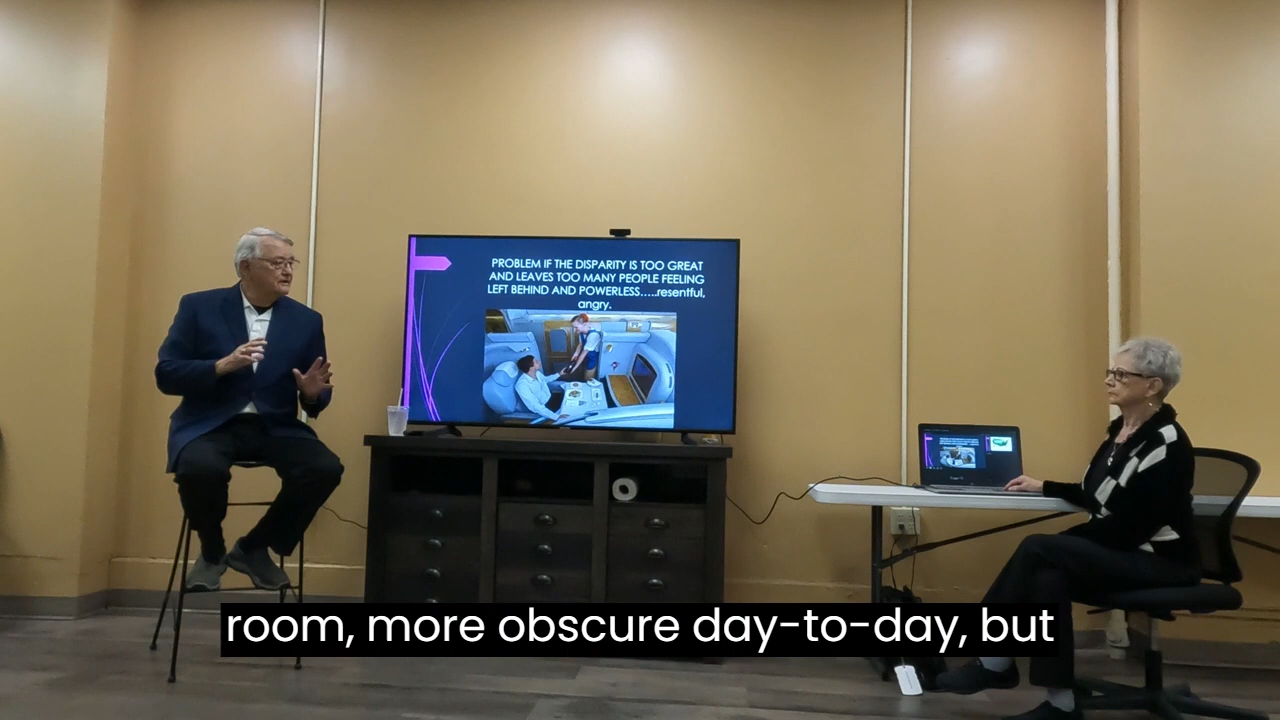 PROBLEM IF THE DISPARITY IS TOO GREAT
AND LEAVES TOO MANY PEOPLE FEELING
LEFT BEHIND AND POWERLESS.....resentful,
angry.
room, more obscure day-to-day, but